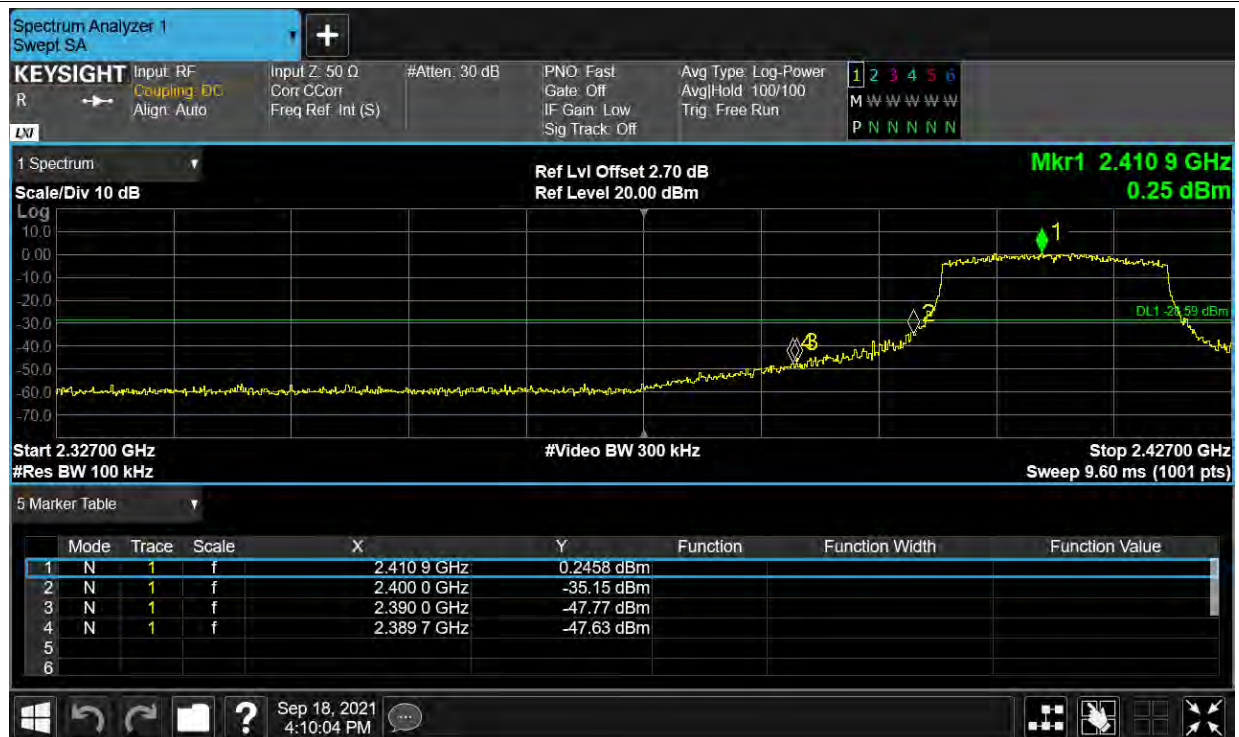 Spectrum Analyzer 1
Swept SA
+
KEYSIGHT
R
LXI
Input: RF
Coupling: DC
Align: Auto
Input Z: 50 Ω
Corr CCorr
Freq Ref: Int (S)
#Atten: 30 dB
PNO: Fast
Gate: Off
IF Gain: Low
Sig Track: Off
Avg Type: Log-Power
Avg|Hold: 100/100
Trig: Free Run
1 2 3 4 5 6
M W W W W W
P N N N N N
1 Spectrum
Scale/Div 10 dB
Log
Ref Lvl Offset 2.70 dB
Ref Level 20.00 dBm
Mkr1 2.410 9 GHz
0.25 dBm
10.0
0.00
-10.0
-20.0
-30.0
-40.0
-50.0
-60.0
-70.0
1
2
DL1 -28.59 dBm
4 3
Start 2.32700 GHz
#Res BW 100 kHz
#Video BW 300 kHz
Stop 2.42700 GHz
Sweep 9.60 ms (1001 pts)
5 Marker Table
Mode Trace Scale X Y Function Function Width Function Value
1 N 1 f 2.410 9 GHz 0.2458 dBm
2 N 1 f 2.400 0 GHz -35.15 dBm
3 N 1 f 2.390 0 GHz -47.77 dBm
4 N 1 f 2.389 7 GHz -47.63 dBm
5
6
?
Sep 18, 2021
4:10:04 PM